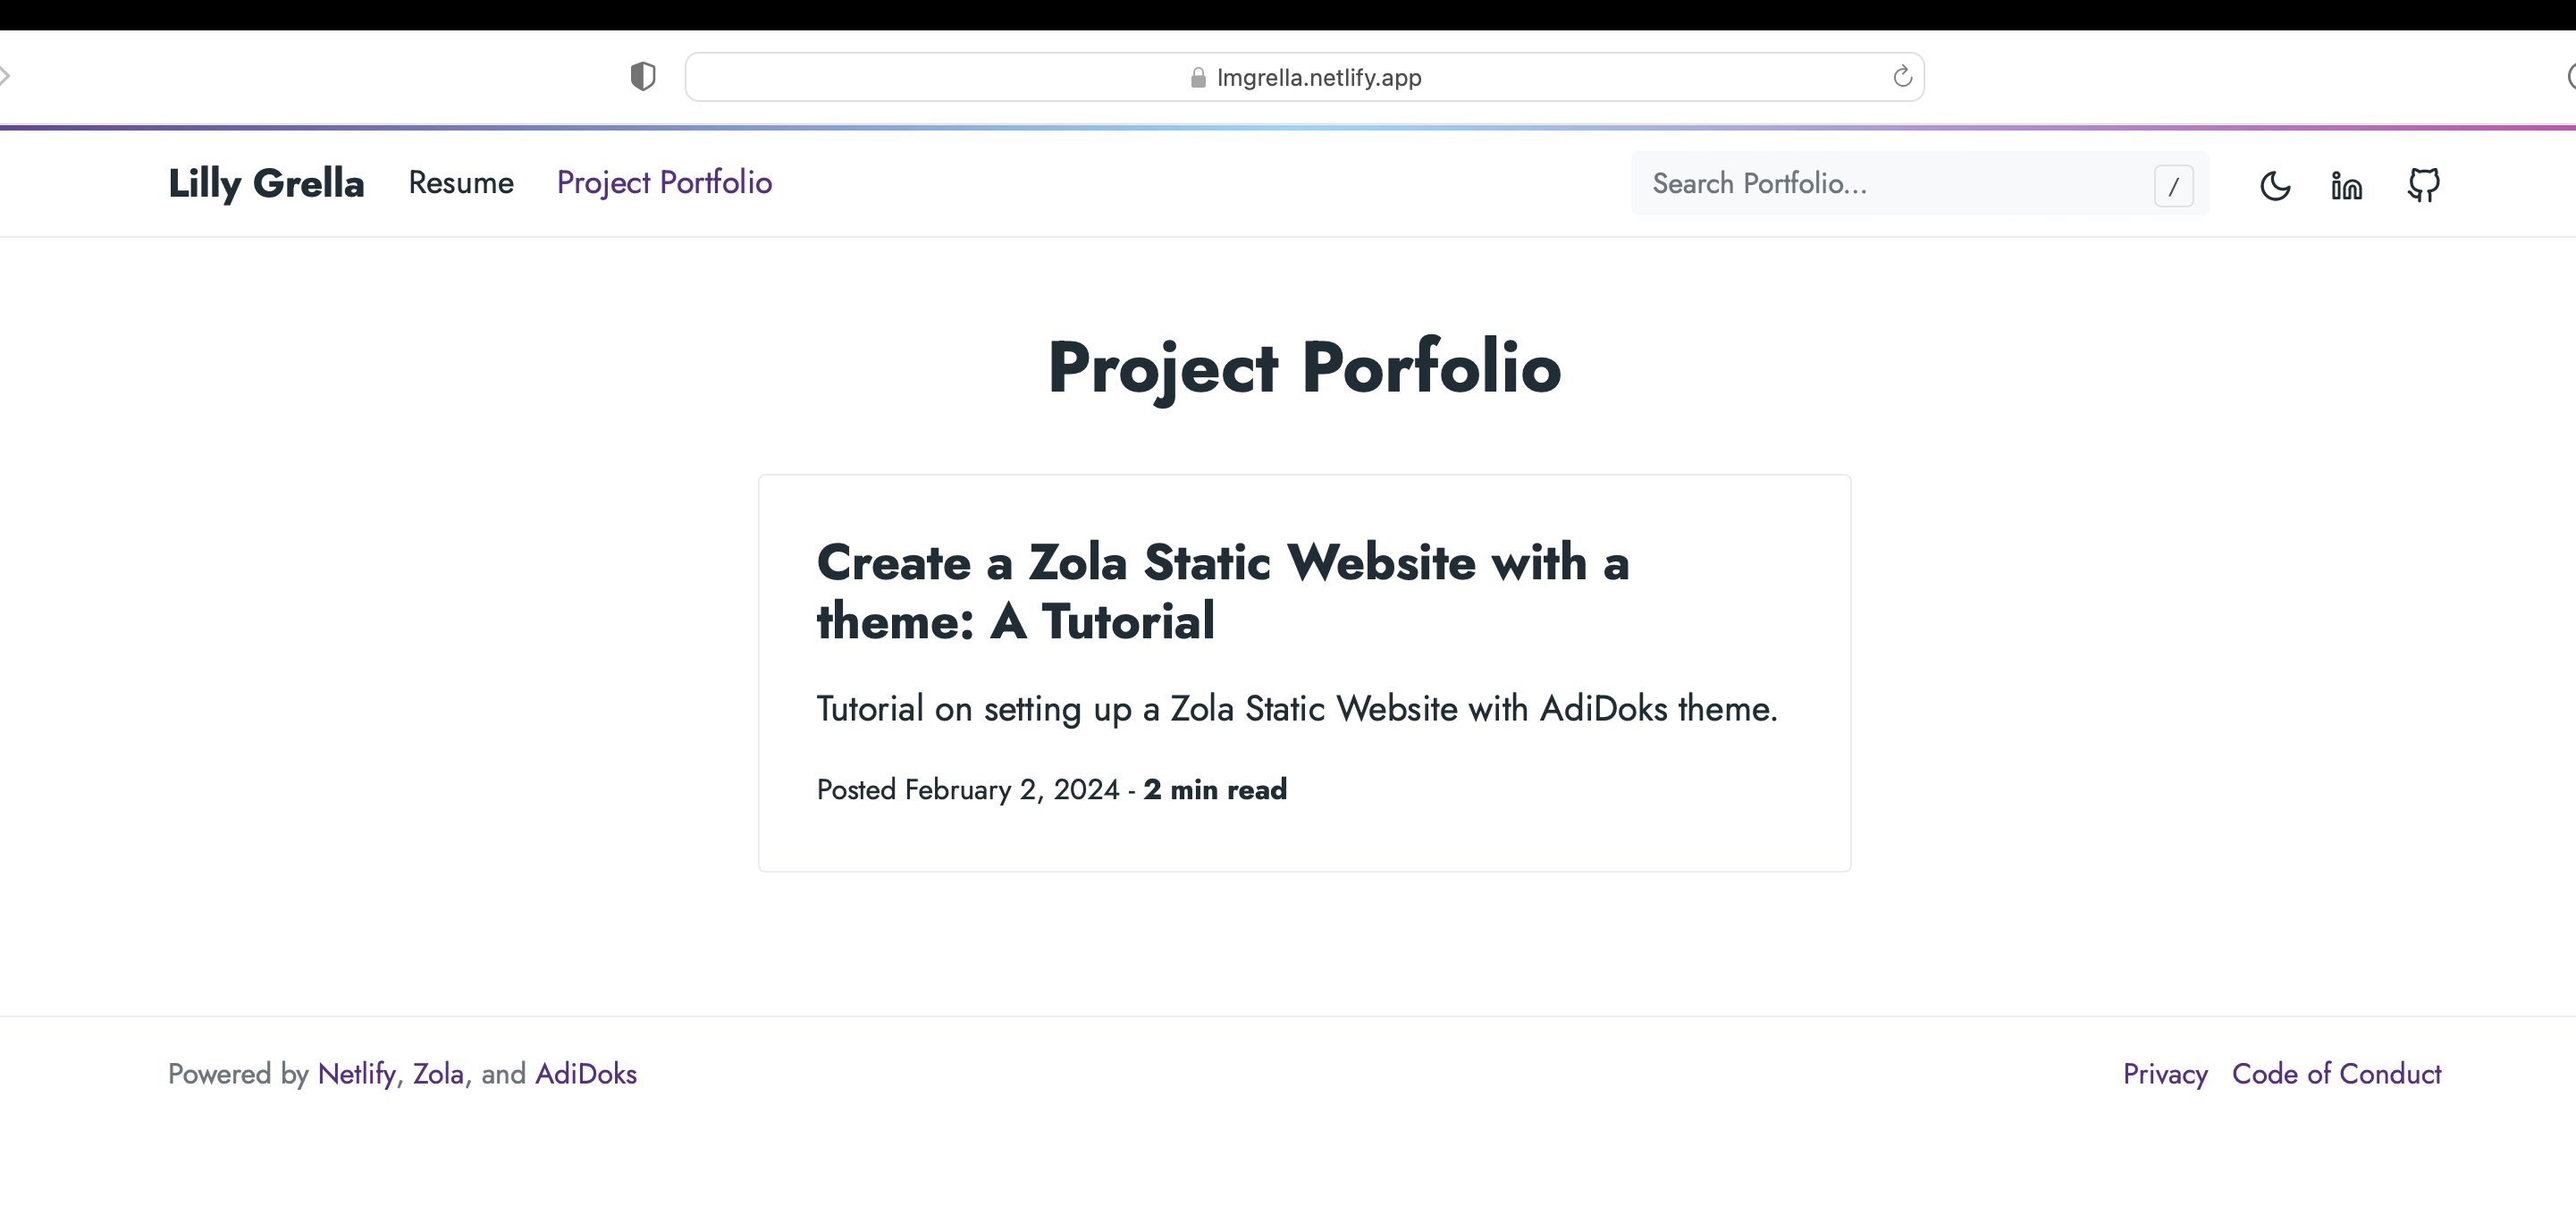 lmgrella.netlify.app
Lilly Grella Resume Project Portfolio Search Portfolio... /
Project Porfolio
Create a Zola Static Website with a
theme: A Tutorial
Tutorial on setting up a Zola Static Website with AdiDoks theme.
Posted February 2, 2024 - 2 min read
Powered by Netlify, Zola, and AdiDoks Privacy Code of Conduct